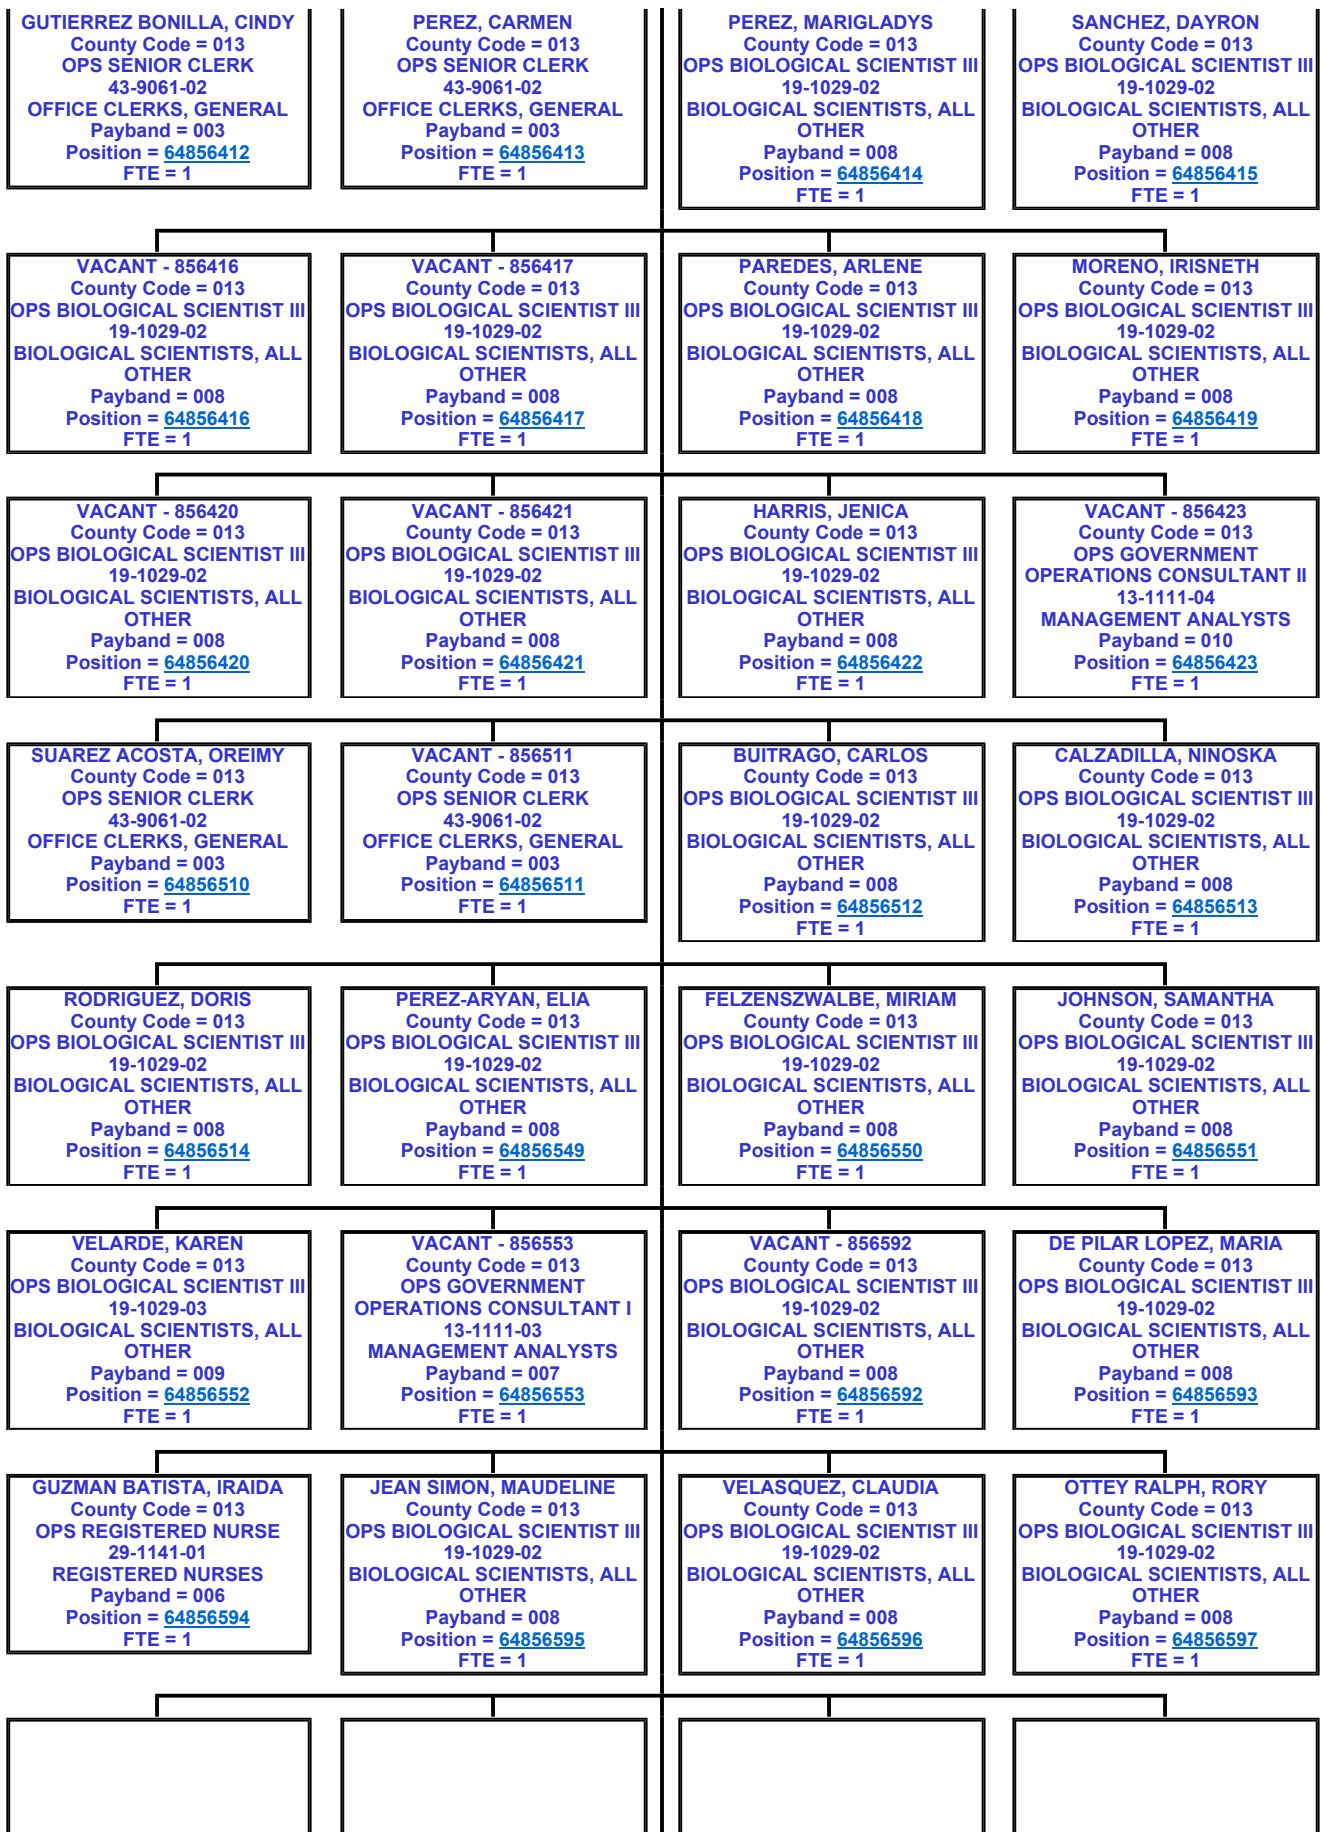 GUTIERREZ BONILLA, CINDY
County Code = 013
OPS SENIOR CLERK
43-9061-02
OFFICE CLERKS, GENERAL
Payband = 003
Position = 64856412
FTE = 1
PEREZ, CARMEN
County Code = 013
OPS SENIOR CLERK
43-9061-02
OFFICE CLERKS, GENERAL
Payband = 003
Position = 64856413
FTE = 1
PEREZ, MARIGLADYS
County Code = 013
OPS BIOLOGICAL SCIENTIST III
19-1029-02
BIOLOGICAL SCIENTISTS, ALL
OTHER
Payband = 008
Position = 64856414
FTE = 1
SANCHEZ, DAYRON
County Code = 013
OPS BIOLOGICAL SCIENTIST III
19-1029-02
BIOLOGICAL SCIENTISTS, ALL
OTHER
Payband = 008
Position = 64856415
FTE = 1
VACANT - 856416
County Code = 013
OPS BIOLOGICAL SCIENTIST III
19-1029-02
BIOLOGICAL SCIENTISTS, ALL
OTHER
Payband = 008
Position = 64856416
FTE = 1
VACANT - 856417
County Code = 013
OPS BIOLOGICAL SCIENTIST III
19-1029-02
BIOLOGICAL SCIENTISTS, ALL
OTHER
Payband = 008
Position = 64856417
FTE = 1
PAREDES, ARLENE
County Code = 013
OPS BIOLOGICAL SCIENTIST III
19-1029-02
BIOLOGICAL SCIENTISTS, ALL
OTHER
Payband = 008
Position = 64856418
FTE = 1
MORENO, IRISNETH
County Code = 013
OPS BIOLOGICAL SCIENTIST III
19-1029-02
BIOLOGICAL SCIENTISTS, ALL
OTHER
Payband = 008
Position = 64856419
FTE = 1
VACANT - 856420
County Code = 013
OPS BIOLOGICAL SCIENTIST III
19-1029-02
BIOLOGICAL SCIENTISTS, ALL
OTHER
Payband = 008
Position = 64856420
FTE = 1
VACANT - 856421
County Code = 013
OPS BIOLOGICAL SCIENTIST III
19-1029-02
BIOLOGICAL SCIENTISTS, ALL
OTHER
Payband = 008
Position = 64856421
FTE = 1
HARRIS, JENICA
County Code = 013
OPS BIOLOGICAL SCIENTIST III
19-1029-02
BIOLOGICAL SCIENTISTS, ALL
OTHER
Payband = 008
Position = 64856422
FTE = 1
VACANT - 856423
County Code = 013
OPS GOVERNMENT
OPERATIONS CONSULTANT II
13-1111-04
MANAGEMENT ANALYSTS
Payband = 010
Position = 64856423
FTE = 1
SUAREZ ACOSTA, OREIMY
County Code = 013
OPS SENIOR CLERK
43-9061-02
OFFICE CLERKS, GENERAL
Payband = 003
Position = 64856510
FTE = 1
VACANT - 856511
County Code = 013
OPS SENIOR CLERK
43-9061-02
OFFICE CLERKS, GENERAL
Payband = 003
Position = 64856511
FTE = 1
BUITRAGO, CARLOS
County Code = 013
OPS BIOLOGICAL SCIENTIST III
19-1029-02
BIOLOGICAL SCIENTISTS, ALL
OTHER
Payband = 008
Position = 64856512
FTE = 1
CALZADILLA, NINOSKA
County Code = 013
OPS BIOLOGICAL SCIENTIST III
19-1029-02
BIOLOGICAL SCIENTISTS, ALL
OTHER
Payband = 008
Position = 64856513
FTE = 1
RODRIGUEZ, DORIS
County Code = 013
OPS BIOLOGICAL SCIENTIST III
19-1029-02
BIOLOGICAL SCIENTISTS, ALL
OTHER
Payband = 008
Position = 64856514
FTE = 1
PEREZ-ARYAN, ELIA
County Code = 013
OPS BIOLOGICAL SCIENTIST III
19-1029-02
BIOLOGICAL SCIENTISTS, ALL
OTHER
Payband = 008
Position = 64856549
FTE = 1
FELZENSZWALBE, MIRIAM
County Code = 013
OPS BIOLOGICAL SCIENTIST III
19-1029-02
BIOLOGICAL SCIENTISTS, ALL
OTHER
Payband = 008
Position = 64856550
FTE = 1
JOHNSON, SAMANTHA
County Code = 013
OPS BIOLOGICAL SCIENTIST III
19-1029-02
BIOLOGICAL SCIENTISTS, ALL
OTHER
Payband = 008
Position = 64856551
FTE = 1
VELARDE, KAREN
County Code = 013
OPS BIOLOGICAL SCIENTIST III
19-1029-03
BIOLOGICAL SCIENTISTS, ALL
OTHER
Payband = 009
Position = 64856552
FTE = 1
VACANT - 856553
County Code = 013
OPS GOVERNMENT
OPERATIONS CONSULTANT I
13-1111-03
MANAGEMENT ANALYSTS
Payband = 007
Position = 64856553
FTE = 1
VACANT - 856592
County Code = 013
OPS BIOLOGICAL SCIENTIST III
19-1029-02
BIOLOGICAL SCIENTISTS, ALL
OTHER
Payband = 008
Position = 64856592
FTE = 1
DE PILAR LOPEZ, MARIA
County Code = 013
OPS BIOLOGICAL SCIENTIST III
19-1029-02
BIOLOGICAL SCIENTISTS, ALL
OTHER
Payband = 008
Position = 64856593
FTE = 1
GUZMAN BATISTA, IRAIDA
County Code = 013
OPS REGISTERED NURSE
29-1141-01
REGISTERED NURSES
Payband = 006
Position = 64856594
FTE = 1
JEAN SIMON, MAUDELINE
County Code = 013
OPS BIOLOGICAL SCIENTIST III
19-1029-02
BIOLOGICAL SCIENTISTS, ALL
OTHER
Payband = 008
Position = 64856595
FTE = 1
VELASQUEZ, CLAUDIA
County Code = 013
OPS BIOLOGICAL SCIENTIST III
19-1029-02
BIOLOGICAL SCIENTISTS, ALL
OTHER
Payband = 008
Position = 64856596
FTE = 1
OTTEY RALPH, RORY
County Code = 013
OPS BIOLOGICAL SCIENTIST III
19-1029-02
BIOLOGICAL SCIENTISTS, ALL
OTHER
Payband = 008
Position = 64856597
FTE = 1